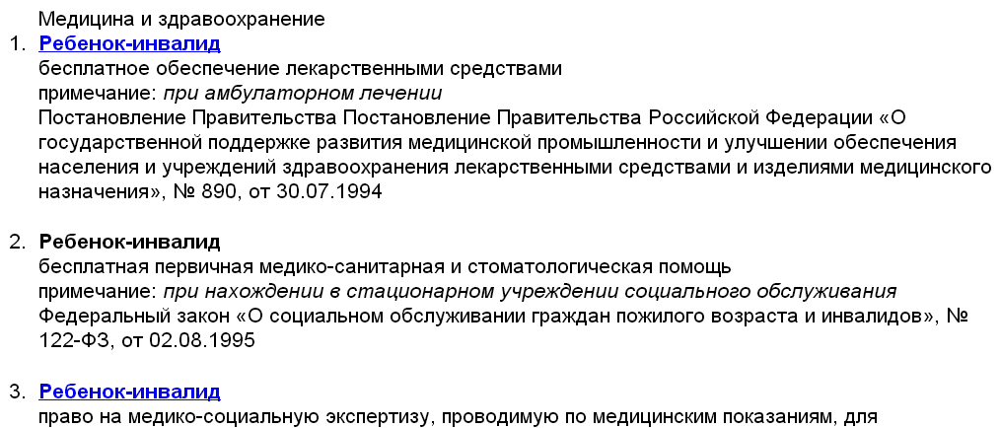 Медицина и здравоохранение
1. Ребенок-инвалид
бесплатное обеспечение лекарственными средствами
примечание: при амбулаторном лечении
Постановление Правительства Постановление Правительства Российской Федерации «О
государственной поддержке развития медицинской промышленности и улучшении обеспечения
населения и учреждений здравоохранения лекарственными средствами и изделиями медицинского
назначения», № 890, от 30.07.1994
2. Ребенок-инвалид
бесплатная первичная медико-санитарная и стоматологическая помощь
примечание: при нахождении в стационарном учреждении социального обслуживания
Федеральный закон «О социальном обслуживании граждан пожилого возраста и инвалидов», №
122-ФЗ, от 02.08.1995
3. Ребенок-инвалид
право на медико-социальную экспертизу, проводимую по медицинским показаниям, для